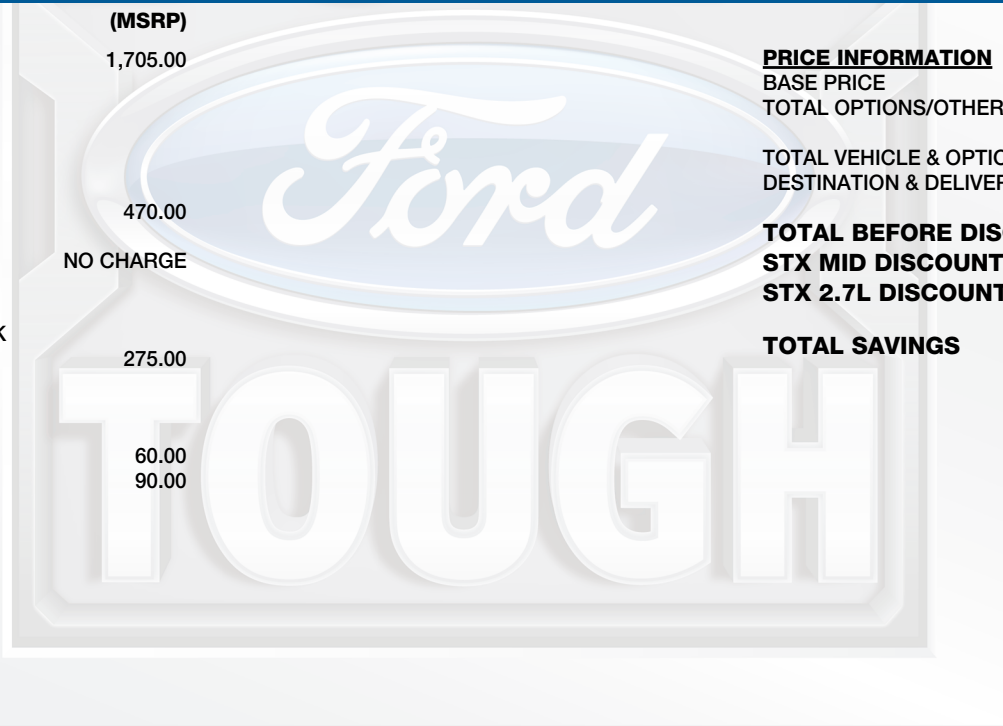 (MSRP)
1,705.00
470.00
NO CHARGE
K
275.00
60.00
90.00
PRICE INFORMATION
BASE PRICE
TOTAL OPTIONS/OTHER
TOTAL VEHICLE & OPTIO
DESTINATION & DELIVER
TOTAL BEFORE DISC
STX MID DISCOUNT
STX 2.7L DISCOUNT
TOTAL SAVINGS
Ford
TOUGH